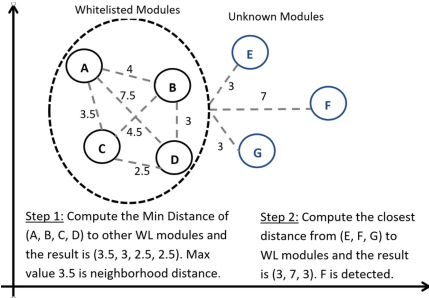 Whitelisted Modules
Unknown Modules
A
4
B
E
3
7
F
7.5
3.5
4.5
3
C
D
2.5
3
G
Step 1: Compute the Min Distance of
(A, B, C, D) to other WL modules and
the result is (3.5, 3, 2.5, 2.5). Max
value 3.5 is neighborhood distance.
Step 2: Compute the closest
distance from (E, F, G) to
WL modules and the result
is (3, 7, 3). F is detected.